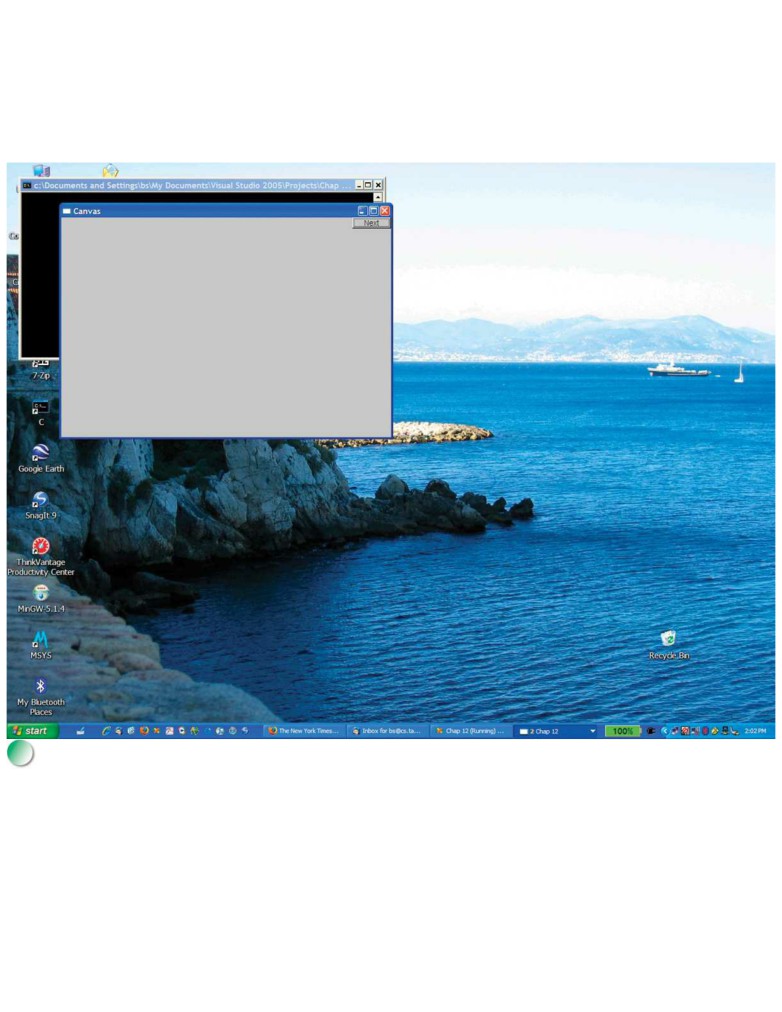 c:\Documents and Settings\bs\My Documents\Visual Studio 2005\Projects\Chap ...
Canvas
Next
7-Zip
C
Google Earth
SnagIt 9
ThinkVantage
Productivity Center
MinGW-5.1.4
MSYS
My Bluetooth
Places
Recycle Bin
start
The New York Times...
Inbox for bs@cs.ta...
Chap 12 (Running) ...
2 Chap 12
100%
2:02 PM